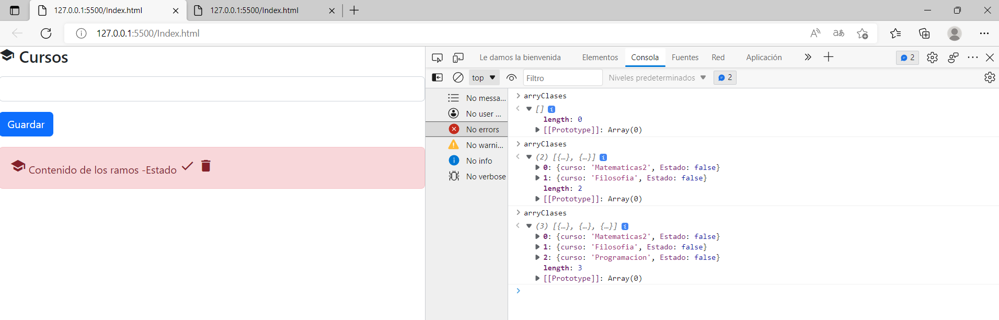 127.0.0.1:5500/Index.html
127.0.0.1:5500/Index.html
127.0.0.1:5500/Index.html
Cursos
Guardar
Contenido de los ramos -Estado
Le damos la bienvenida Elementos Consola Fuentes Red Aplicación 2
top Filtro Niveles predeterminados 2
No messa...
No user ...
No errors
No warni...
No info
No verbose
> arryClases
< ▼ [] i
length: 0
▶ [[Prototype]]: Array(0)
> arryClases
< ▼ (2) [{…}, {…}] i
▶ 0: {curso: 'Matematicas2', Estado: false}
▶ 1: {curso: 'Filosofia', Estado: false}
length: 2
▶ [[Prototype]]: Array(0)
> arryClases
< ▼ (3) [{…}, {…}, {…}] i
▶ 0: {curso: 'Matematicas2', Estado: false}
▶ 1: {curso: 'Filosofia', Estado: false}
▶ 2: {curso: 'Programacion', Estado: false}
length: 3
▶ [[Prototype]]: Array(0)
>